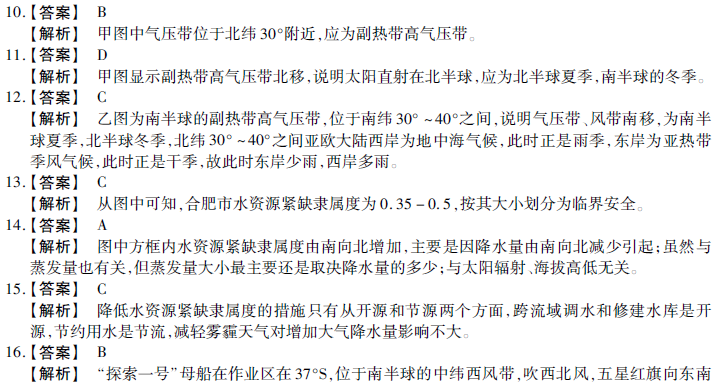 10.【答案】 B
【解析】 甲图中气压带位于北纬30°附近,应为副热带高气压带。
11.【答案】 D
【解析】 甲图显示副热带高气压带北移,说明太阳直射在北半球,应为北半球夏季,南半球的冬季。
12.【答案】 C
【解析】 乙图为南半球的副热带高气压带,位于南纬30° ~40°之间,说明气压带、风带南移,为南半
球夏季,北半球冬季,北纬30° ~40°之间亚欧大陆西岸为地中海气候,此时正是雨季,东岸为亚热带
季风气候,此时正是干季,故此时东岸少雨,西岸多雨。
13.【答案】 C
【解析】 从图中可知,合肥市水资源紧缺隶属度为0.35-0.5,按其大小划分为临界安全。
14.【答案】 A
【解析】 图中方框内水资源紧缺隶属度由南向北增加,主要是因降水量由南向北减少引起;虽然与
蒸发量也有关,但蒸发量大小最主要还是取决降水量的多少;与太阳辐射、海拔高低无关。
15.【答案】 C
【解析】 降低水资源紧缺隶属度的措施只有从开源和节源两个方面,跨流域调水和修建水库是开
源,节约用水是节流,减轻雾霾天气对增加大气降水量影响不大。
16.【答案】 B
【解析】 “探索一号”母船在作业区在37°S,位于南半球的中纬西风带,吹西北风,五星红旗向东南